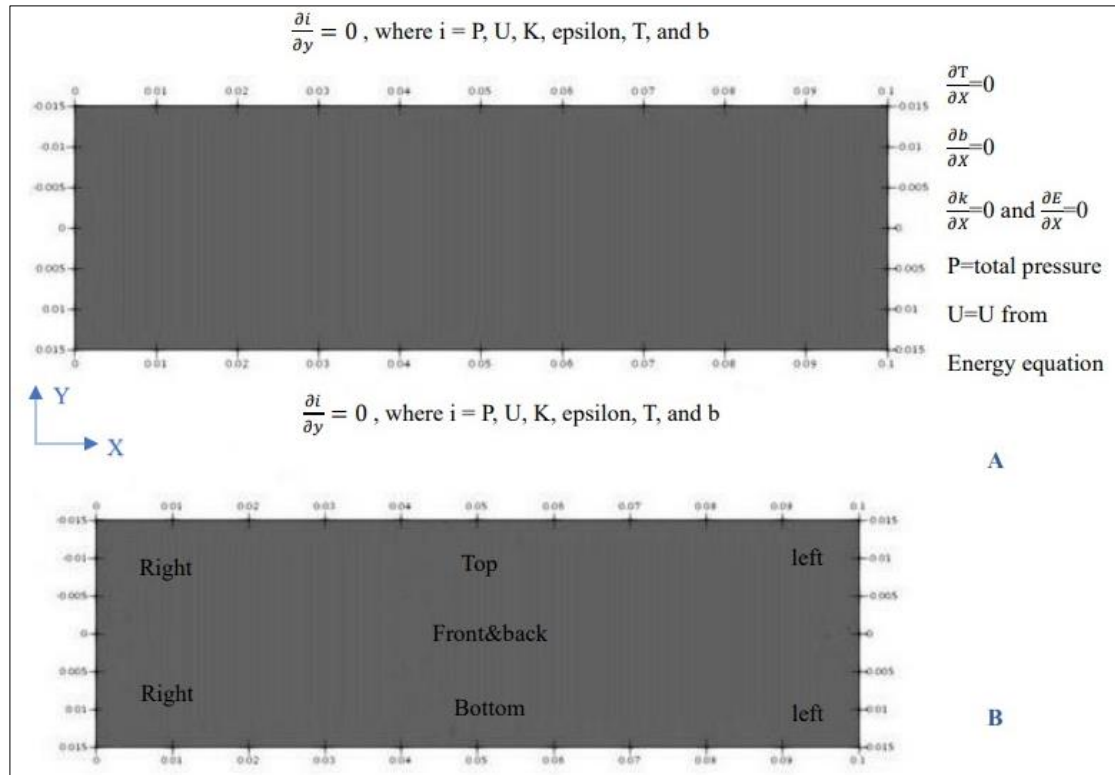 ∂i/∂y = 0 , where i = P, U, K, epsilon, T, and b
0 0.01 0.02 0.03 0.04 0.05 0.06 0.07 0.08 0.09 0.1
-0.015 -0.015
-0.01 -0.01
-0.005 -0.005
0 0
0.005 0.005
0.01 0.01
0.015 0.015
0 0.01 0.02 0.03 0.04 0.05 0.06 0.07 0.08 0.09 0.1
∂T/∂X=0
∂b/∂X=0
∂k/∂X=0 and ∂E/∂X=0
P=total pressure
U=U from
Energy equation
∂i/∂y = 0 , where i = P, U, K, epsilon, T, and b
Y
X
A
0 0.01 0.02 0.03 0.04 0.05 0.06 0.07 0.08 0.09 0.1
-0.015 -0.015
-0.01 Right Top left -0.01
-0.005 -0.005
0 Front&back 0
0.005 0.005
Right
0.01 Bottom left 0.01
0.015 0.015
0 0.01 0.02 0.03 0.04 0.05 0.06 0.07 0.08 0.09 0.1
B